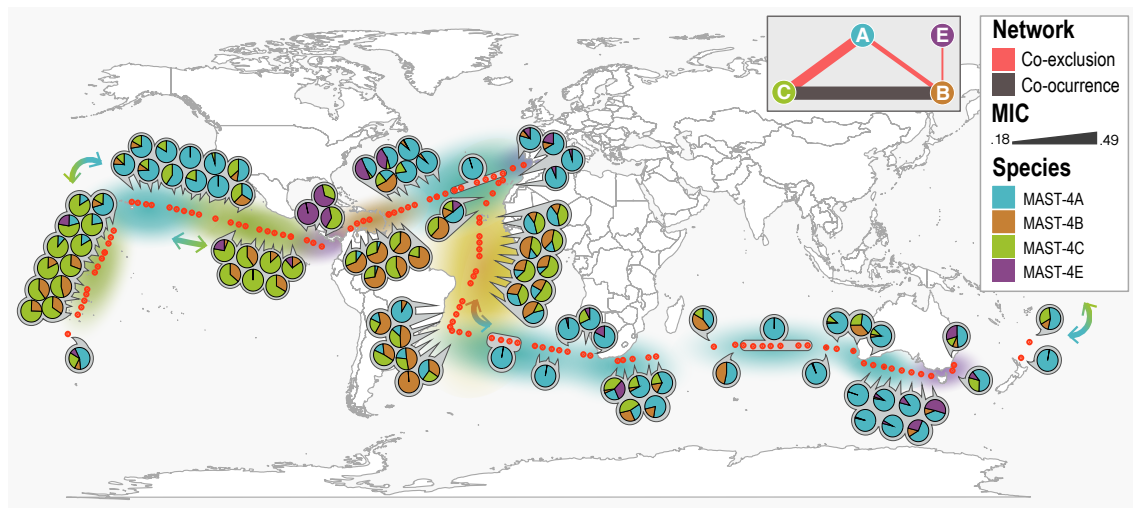 A
E
C
B
Network
Co-exclusion
Co-ocurrence
MIC
.18 .49
Species
MAST-4A
MAST-4B
MAST-4C
MAST-4E